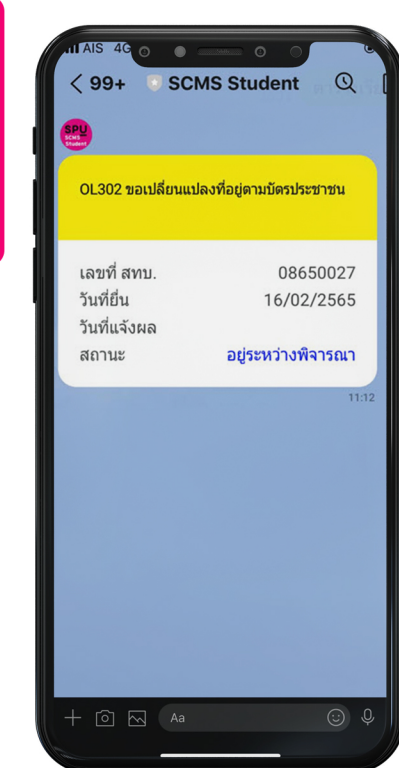 AIS 4G
99+ SCMS Student
SPU
SCMS
Student
OL302 ขอเปลี่ยนแปลงที่อยู่ตามบัตรประชาชน
เลขที่ สทบ. 08650027
วันที่ยื่น 16/02/2565
วันที่แจ้งผล
สถานะ อยู่ระหว่างพิจารณา
11:12
Aa